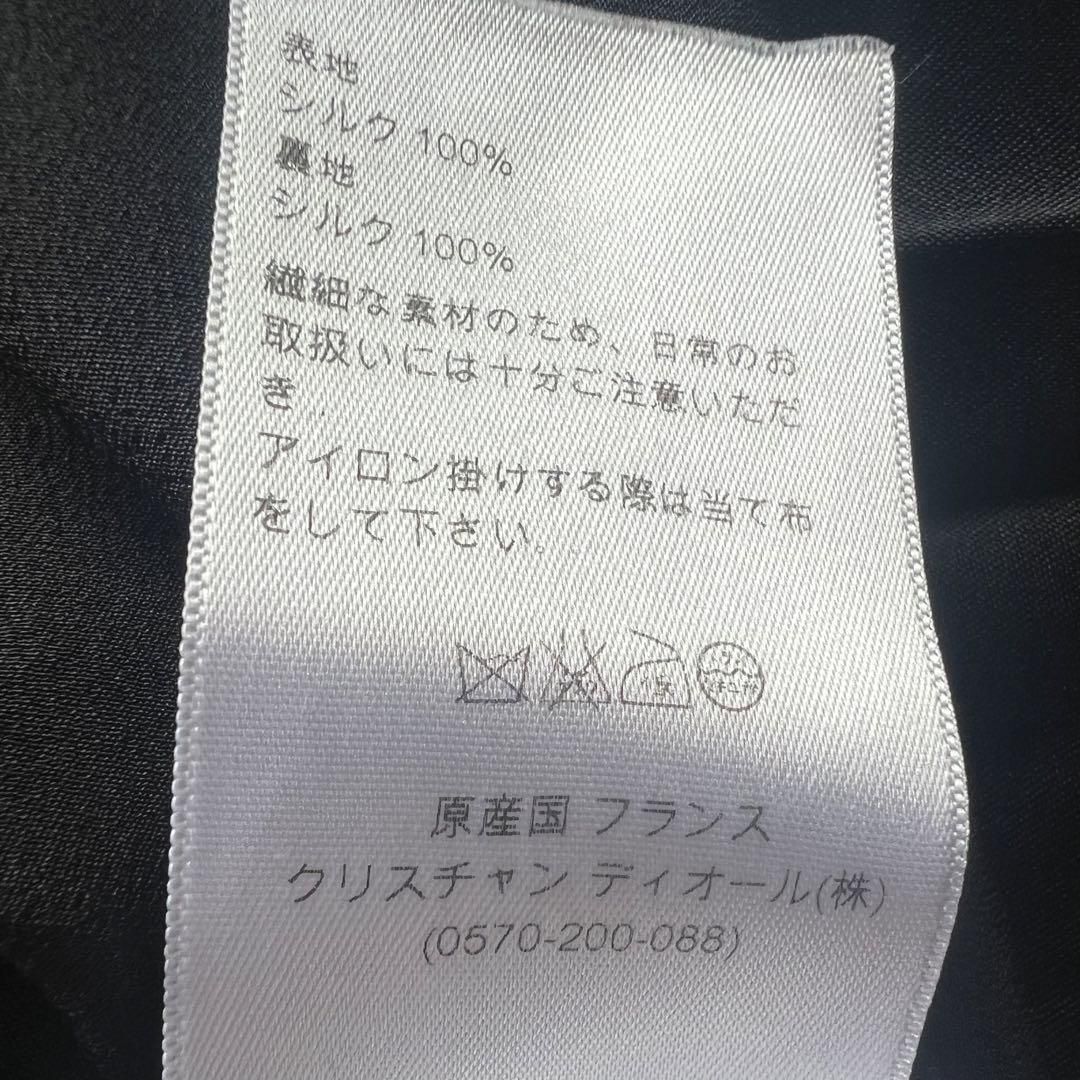 表地
シルク 100%
裏地
シルク 100%
繊細な素材のため、日常のお
取扱いには十分ご注意いただ
き、
アイロン掛けする際は当て布
をして下さい。
原産国 フランス
クリスチャン ディオール(株)
(0570-200-088)